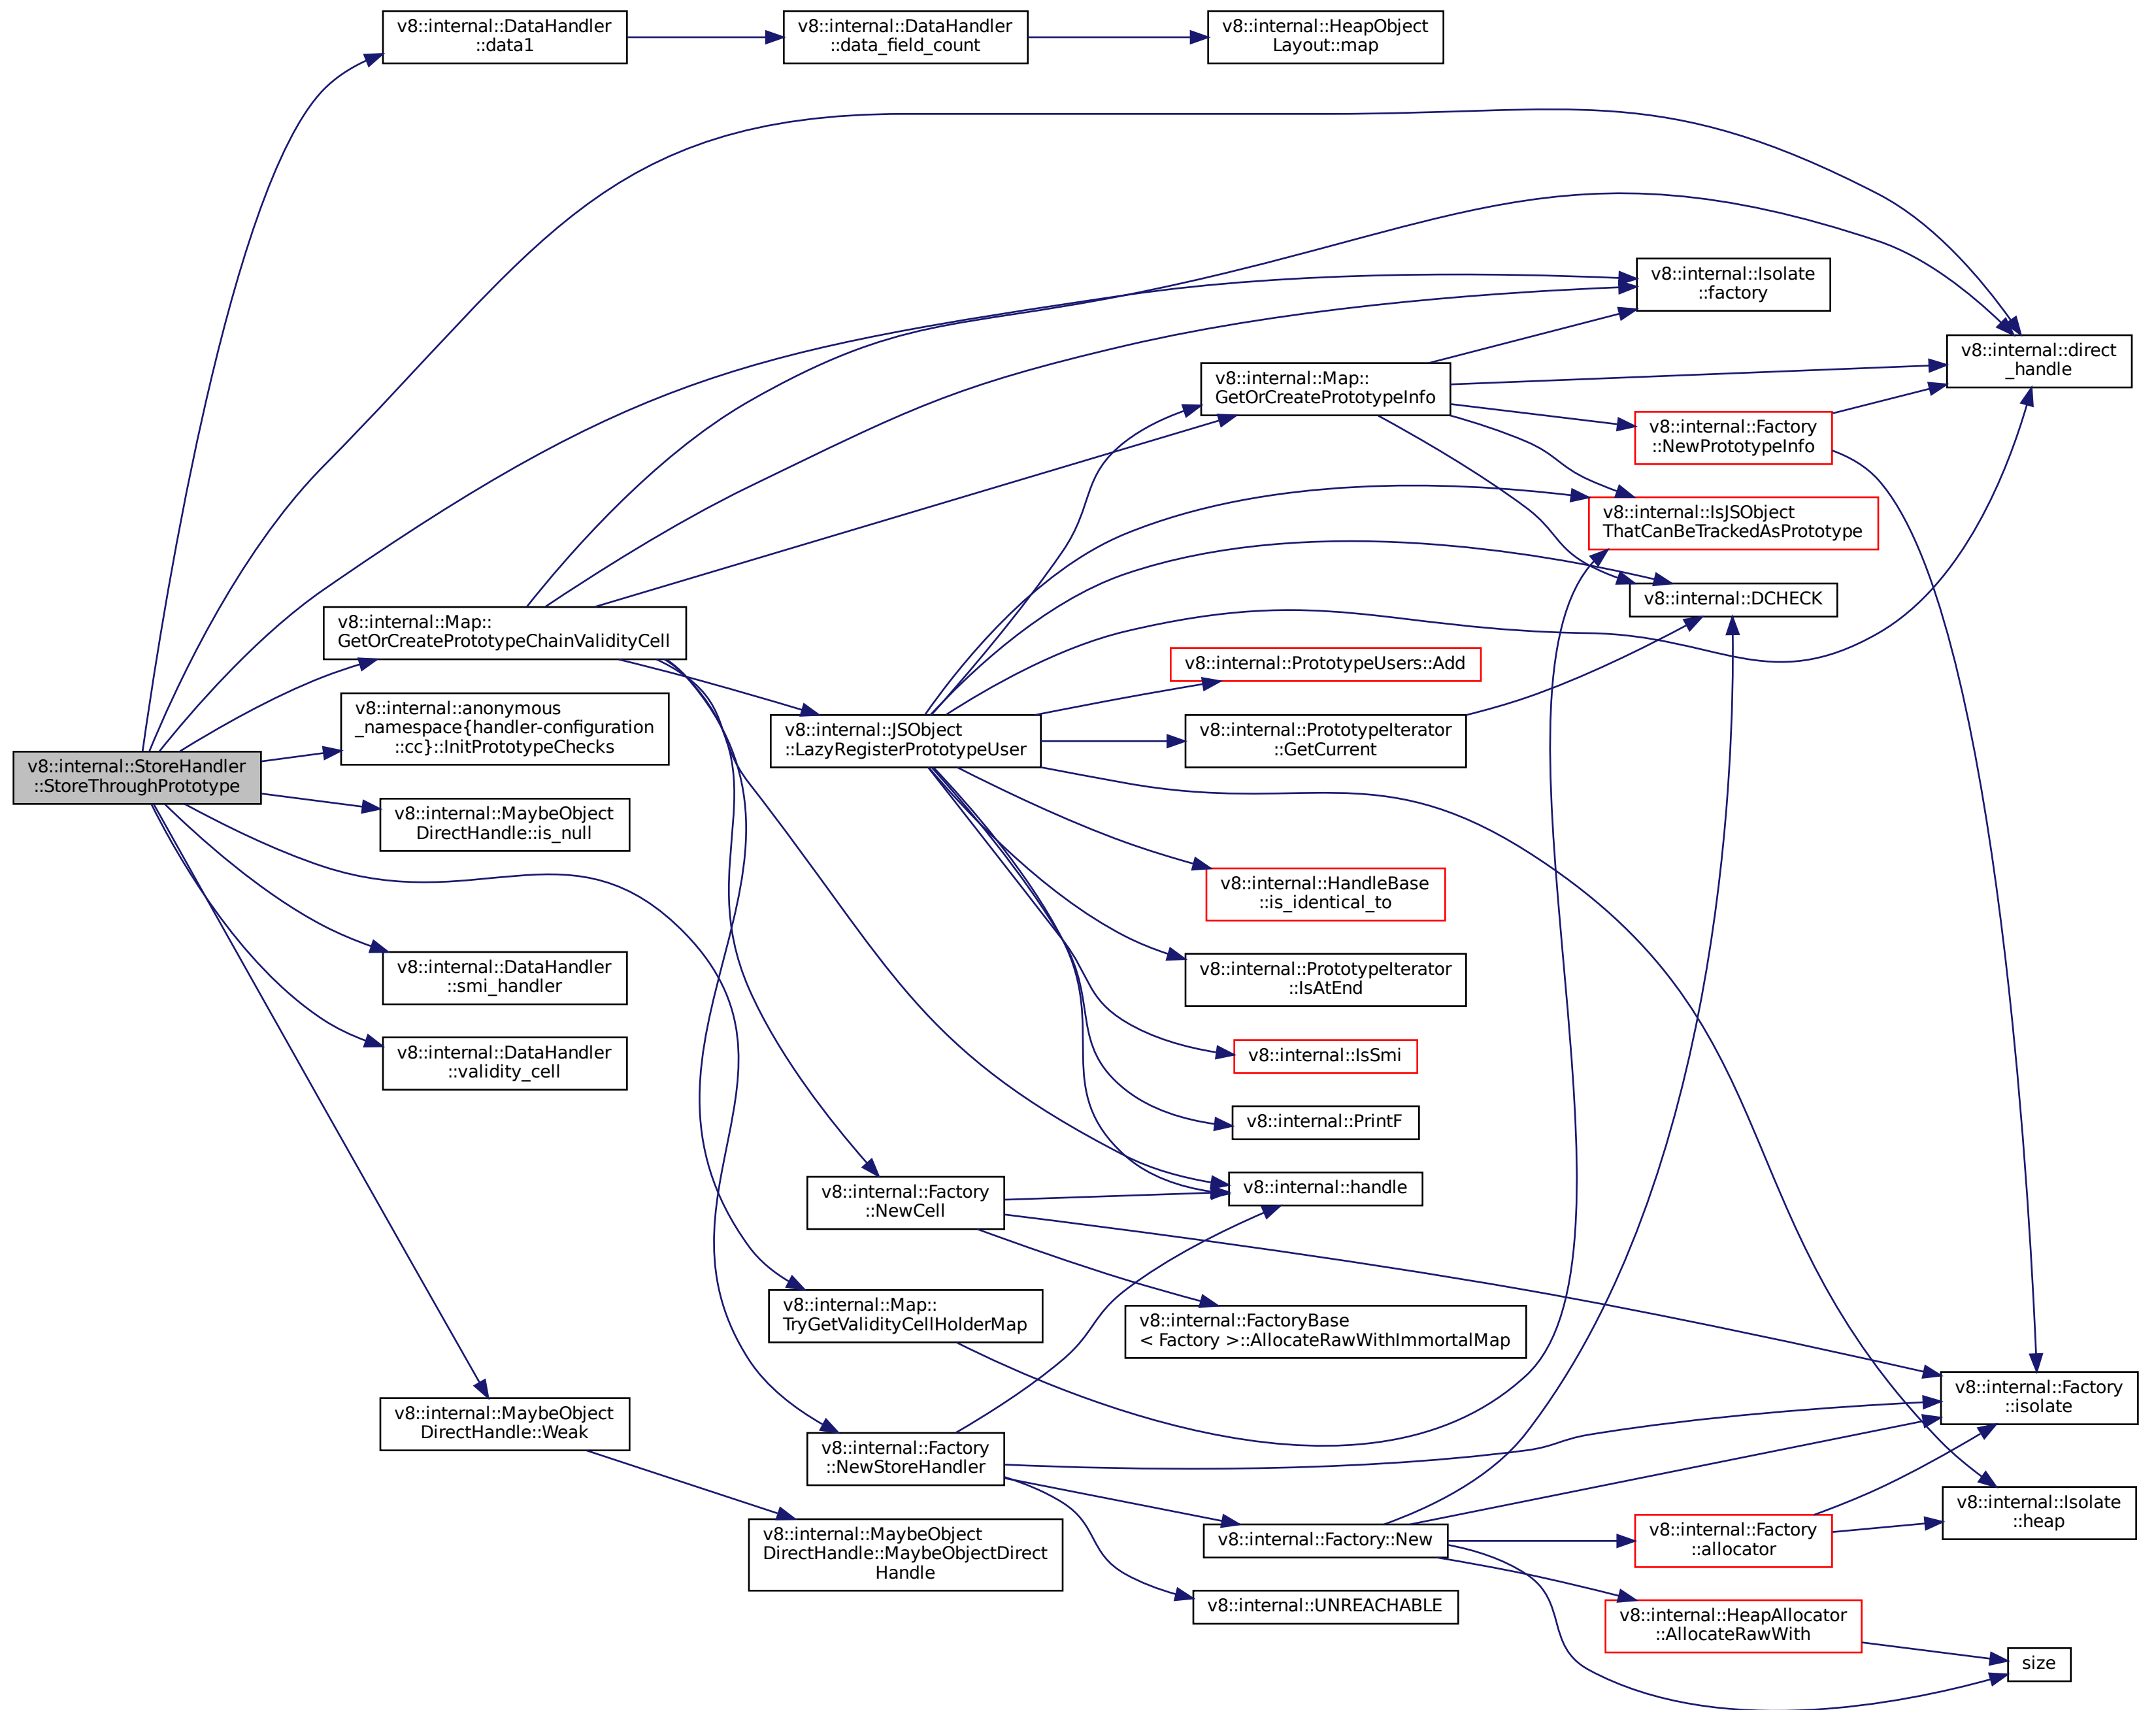 v8::internal::DataHandler
::data1
v8::internal::DataHandler
::data_field_count
v8::internal::HeapObject
Layout::map
v8::internal::Isolate
::factory
v8::internal::direct
_handle
v8::internal::Map::
GetOrCreatePrototypeInfo
v8::internal::Factory
::NewPrototypeInfo
v8::internal::IsJSObject
ThatCanBeTrackedAsPrototype
v8::internal::DCHECK
v8::internal::Map::
GetOrCreatePrototypeChainValidityCell
v8::internal::PrototypeUsers::Add
v8::internal::anonymous
_namespace{handler-configuration
::cc}::InitPrototypeChecks
v8::internal::JSObject
::LazyRegisterPrototypeUser
v8::internal::PrototypeIterator
::GetCurrent
v8::internal::StoreHandler
::StoreThroughPrototype
v8::internal::MaybeObject
DirectHandle::is_null
v8::internal::HandleBase
::is_identical_to
v8::internal::DataHandler
::smi_handler
v8::internal::PrototypeIterator
::IsAtEnd
v8::internal::DataHandler
::validity_cell
v8::internal::IsSmi
v8::internal::PrintF
v8::internal::Factory
::NewCell
v8::internal::handle
v8::internal::Map::
TryGetValidityCellHolderMap
v8::internal::FactoryBase
< Factory >::AllocateRawWithImmortalMap
v8::internal::Factory
::isolate
v8::internal::MaybeObject
DirectHandle::Weak
v8::internal::Factory
::NewStoreHandler
v8::internal::Isolate
::heap
v8::internal::MaybeObject
DirectHandle::MaybeObjectDirect
Handle
v8::internal::Factory::New
v8::internal::Factory
::allocator
v8::internal::UNREACHABLE
v8::internal::HeapAllocator
::AllocateRawWith
size